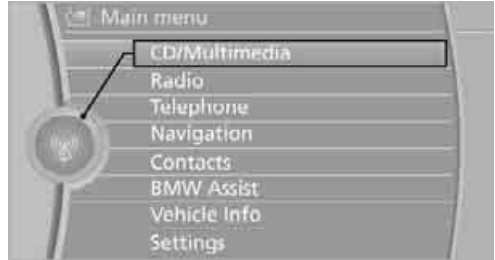 Main menu
CD/Multimedia
Radio
Telephone
Navigation
Contacts
BMW Assist
Vehicle Info
Settings